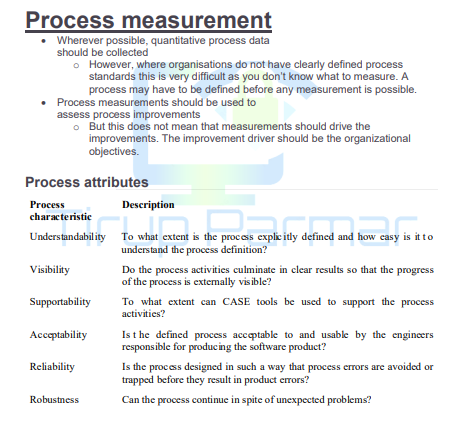 Process measurement
• Wherever possible, quantitative process data
should be collected
o However, where organisations do not have clearly defined process
standards this is very difficult as you don't know what to measure. A
process may have to be defined before any measurement is possible.
• Process measurements should be used to
assess process improvements
o But this does not mean that measurements should drive the
improvements. The improvement driver should be the organizational
objectives.
Process attributes
Process Description
characteristic
Tirup Parmar
Understandability To what extent is the process explicitly defined and how easy is it to
understand the process definition?
Visibility Do the process activities culminate in clear results so that the progress
of the process is externally visible?
Supportability To what extent can CASE tools be used to support the process
activities?
Acceptability Is the defined process acceptable to and usable by the engineers
responsible for producing the software product?
Reliability Is the process designed in such a way that process errors are avoided or
trapped before they result in product errors?
Robustness Can the process continue in spite of unexpected problems?